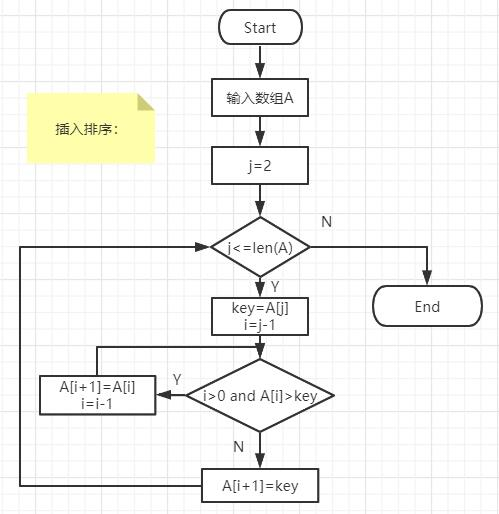 Start
输入数组A
插入排序：
j=2
j<=len(A)
N
Y
key=A[j]
i=j-1
End
i>0 and A[i]>key
Y
A[i+1]=A[i]
i=i-1
N
A[i+1]=key